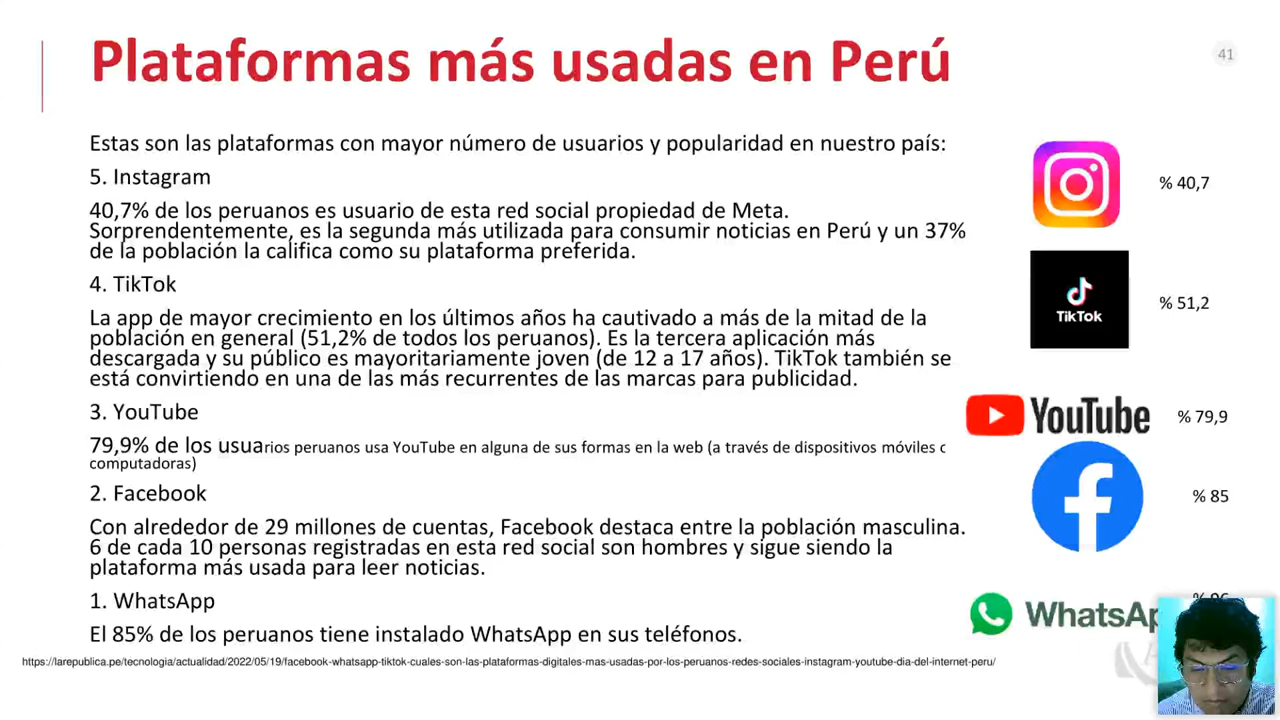 Plataformas más usadas en Perú
41
Estas son las plataformas con mayor número de usuarios y popularidad en nuestro país:
5. Instagram
40,7% de los peruanos es usuario de esta red social propiedad de Meta.
Sorprendentemente, es la segunda más utilizada para consumir noticias en Perú y un 37%
de la población la califica como su plataforma preferida.
% 40,7
4. TikTok
La app de mayor crecimiento en los últimos años ha cautivado a más de la mitad de la
población en general (51,2% de todos los peruanos). Es la tercera aplicación más
descargada y su público es mayoritariamente joven (de 12 a 17 años). TikTok también se
está convirtiendo en una de las más recurrentes de las marcas para publicidad.
TikTok
% 51,2
3. YouTube
79,9% de los usuarios peruanos usa YouTube en alguna de sus formas en la web (a través de dispositivos móviles
computadoras)
YouTube
% 79,9
2. Facebook
Con alrededor de 29 millones de cuentas, Facebook destaca entre la población masculina.
6 de cada 10 personas registradas en esta red social son hombres y sigue siendo la
plataforma más usada para leer noticias.
% 85
1. WhatsApp
El 85% de los peruanos tiene instalado WhatsApp en sus teléfonos.
https://larepublica.pe/tecnologia/actualidad/2022/05/19/facebook-whatsapp-tiktok-cuales-son-las-plataformas-digitales-mas-usadas-por-los-peruanos-redes-sociales-instagram-youtube-dia-del-internet-peru/